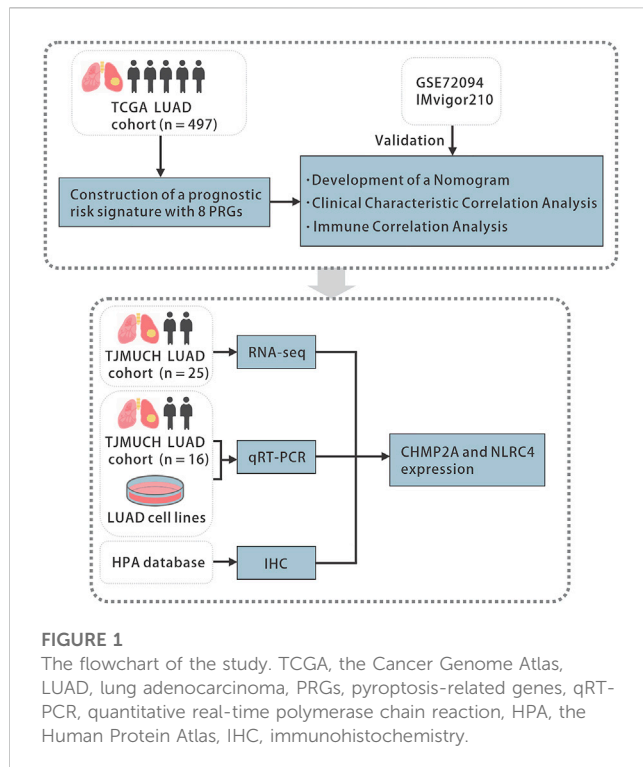 TCGA LUAD
cohort (n = 497)
GSE72094
IMvigor210
Validation
Construction of a prognostic
risk signature with 8 PRGs
· Development of a Nomogram
· Clinical Characteristic Correlation Analysis
· Immune Correlation Analysis
TJMUCH LUAD
cohort (n = 25)
RNA-seq
TJMUCH LUAD
cohort (n = 16)
qRT-PCR
LUAD cell lines
CHMP2A and NLRC4
expression
HPA database
IHC
FIGURE 1
The flowchart of the study. TCGA, the Cancer Genome Atlas,
LUAD, lung adenocarcinoma, PRGs, pyroptosis-related genes, qRT-
PCR, quantitative real-time polymerase chain reaction, HPA, the
Human Protein Atlas, IHC, immunohistochemistry.